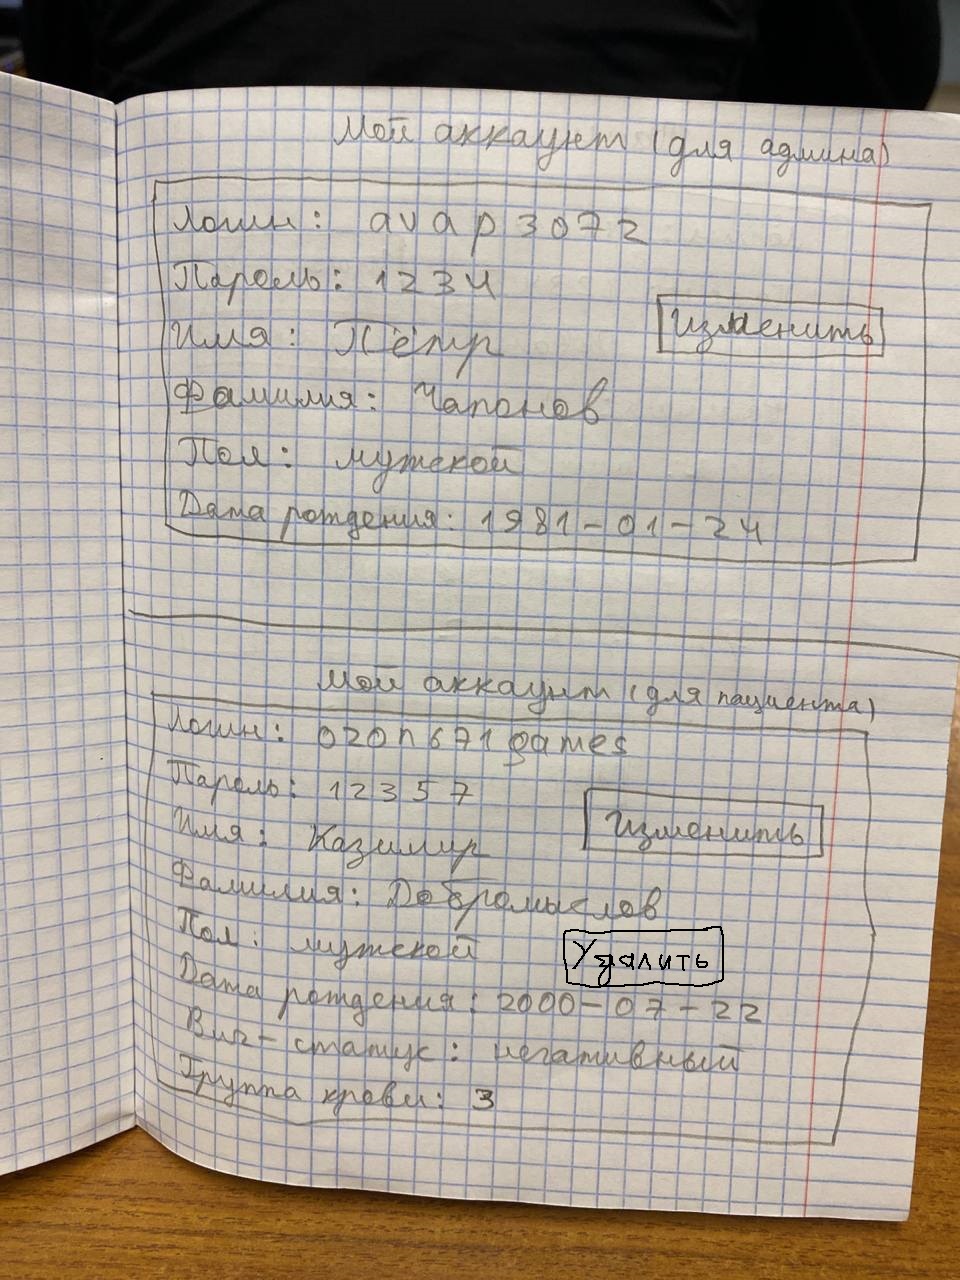 Мой аккаунт (для админа)
Логин: avap3072
Пароль: 1234
Изменить
Имя: Пётр
Фамилия: Чапонов
Пол: мужской
Дата рождения: 1981-01-24
Мой аккаунт (для пациента)
Логин: ozon671games
Пароль: 12357
Изменить
Имя: Казимир
Фамилия: Добромыслов
Пол: мужской
Удалить
Дата рождения: 2000-07-22
Вич-статус: негативный
Группа крови: 3